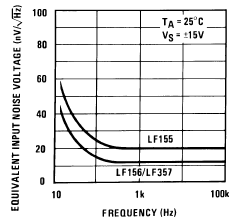 EQUIVALENT INPUT NOISE VOLTAGE (nV/√Hz)
100
80
60
40
20
0
TA = 25°C
VS = ±15V
LF155
LF156/LF357
10
1k
100k
FREQUENCY (Hz)